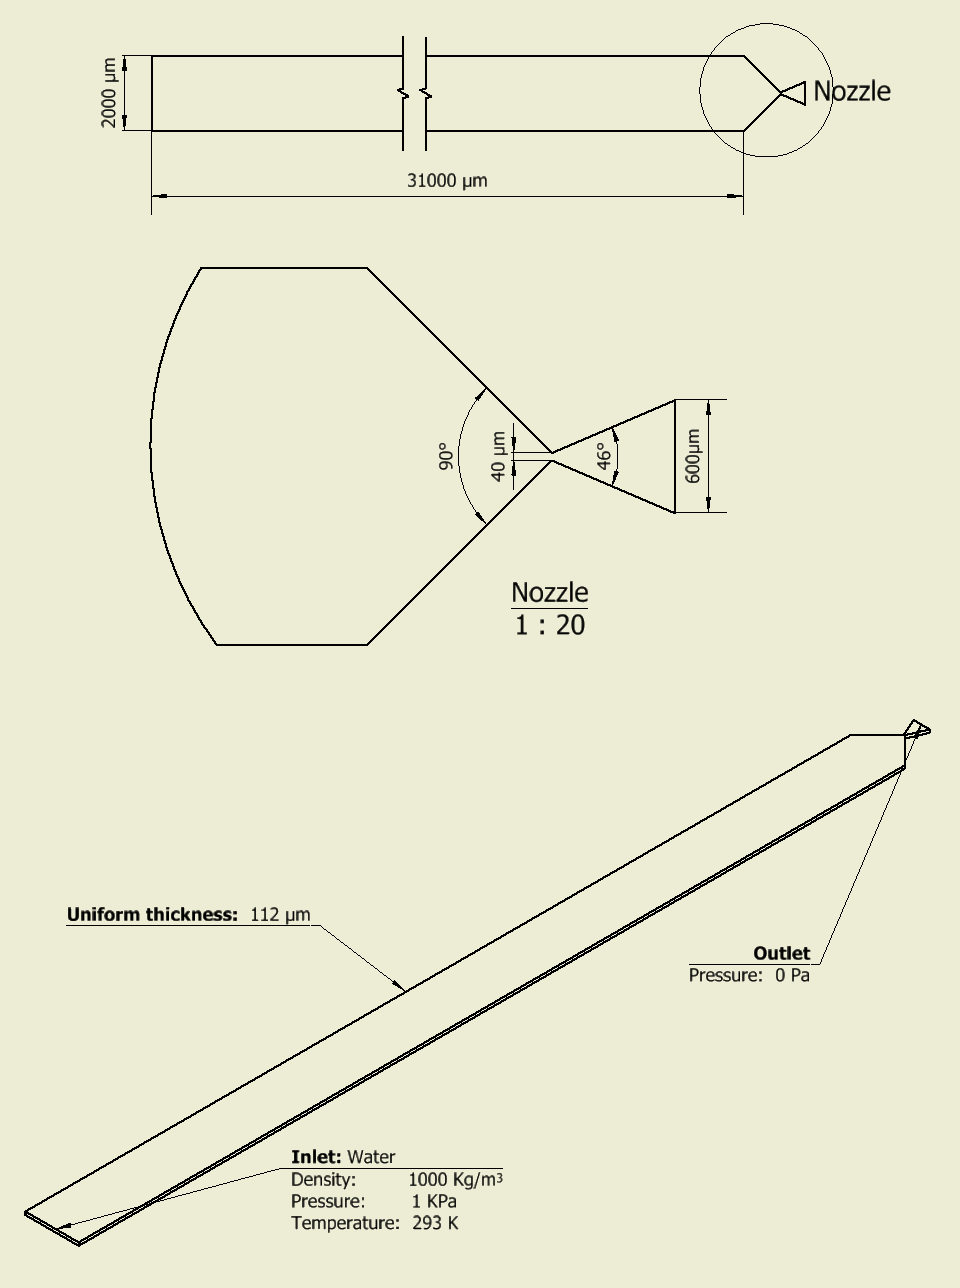 2000 µm
Nozzle
31000 µm
90°
40 µm
46°
600µm
Nozzle
1 : 20
Uniform thickness: 112 µm
Outlet
Pressure: 0 Pa
Inlet: Water
Density: 1000 Kg/m³
Pressure: 1 KPa
Temperature: 293 K